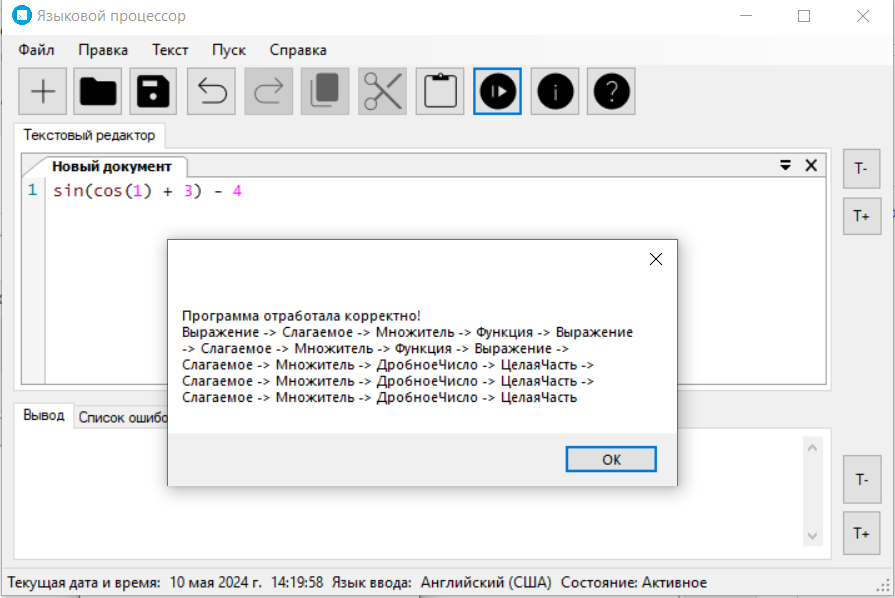 Языковой процессор
Файл Правка Текст Пуск Справка
Текстовый редактор
Новый документ
1 sin(cos(1) + 3) - 4
T-
T+
Программа отработала корректно!
Выражение -> Слагаемое -> Множитель -> Функция -> Выражение
-> Слагаемое -> Множитель -> Функция -> Выражение ->
Слагаемое -> Множитель -> ДробноеЧисло -> ЦелаяЧасть ->
Слагаемое -> Множитель -> ДробноеЧисло -> ЦелаяЧасть ->
Слагаемое -> Множитель -> ДробноеЧисло -> ЦелаяЧасть
OK
Вывод Список ошибо
T-
T+
Текущая дата и время: 10 мая 2024 г. 14:19:58 Язык ввода: Английский (США) Состояние: Активное